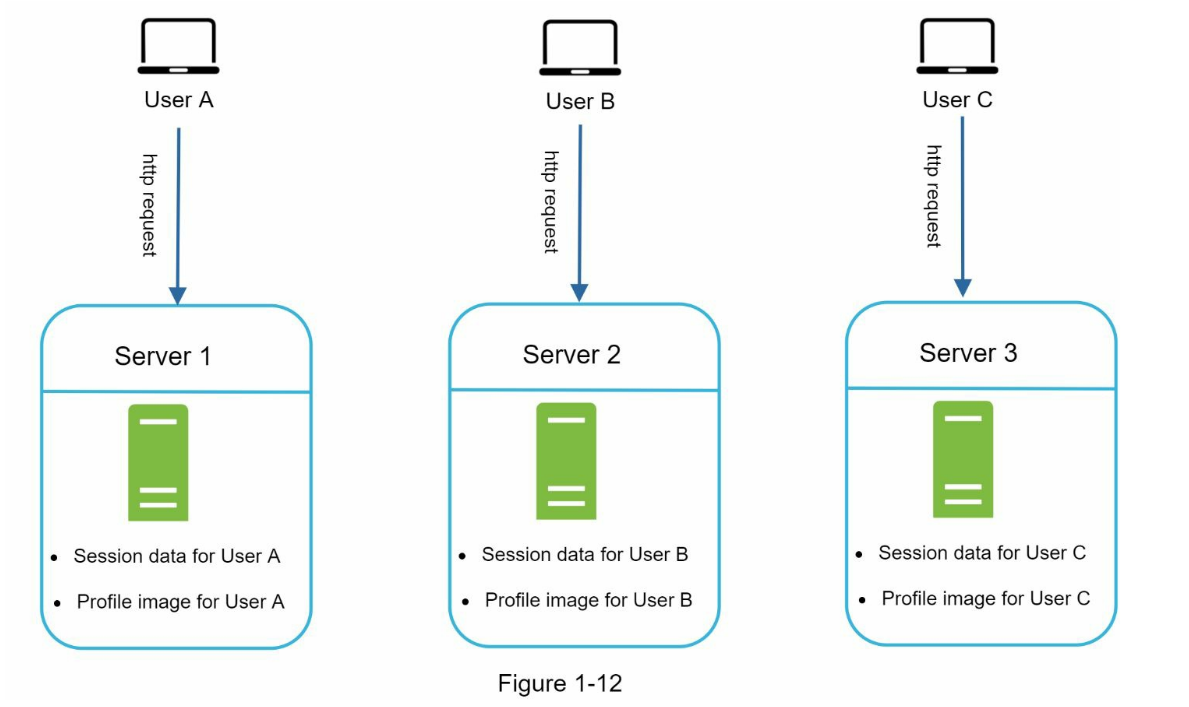 User A
User B
User C
http request
http request
http request
Server 1
Server 2
Server 3
• Session data for User A
• Profile image for User A
• Session data for User B
• Profile image for User B
• Session data for User C
• Profile image for User C
Figure 1-12